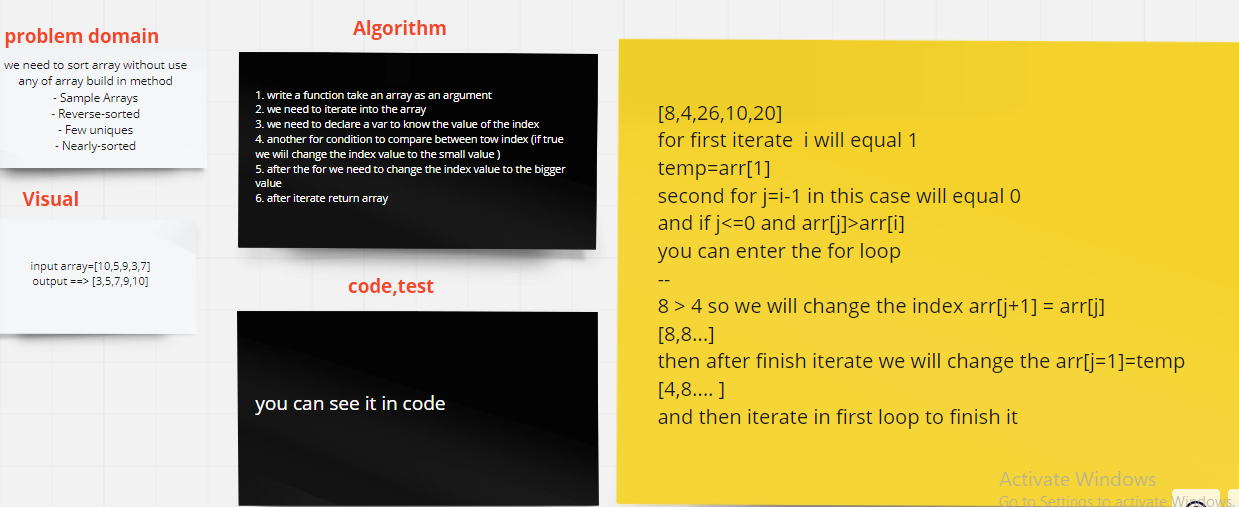 problem domain
we need to sort array without use
any of array build in method
- Sample Arrays
- Reverse-sorted
- Few uniques
- Nearly-sorted
Visual
input array=[10,5,9,3,7]
output ==> [3,5,7,9,10]
Algorithm
1. write a function take an array as an argument
2. we need to iterate into the array
3. we need to declare a var to know the value of the index
4. another for condition to compare between tow index (if true
we will change the index value to the small value )
5. after the for we need to change the index value to the bigger
value
6. after iterate return array
code,test
you can see it in code
[8,4,26,10,20]
for first iterate i will equal 1
temp=arr[1]
second for j=i-1 in this case will equal 0
and if j<=0 and arr[j]>arr[i]
you can enter the for loop
--
8 > 4 so we will change the index arr[j+1] = arr[j]
[8,8...]
then after finish iterate we will change the arr[j=1]=temp
[4,8.... ]
and then iterate in first loop to finish it
Activate Windows
Go to Settings to activate Windows.